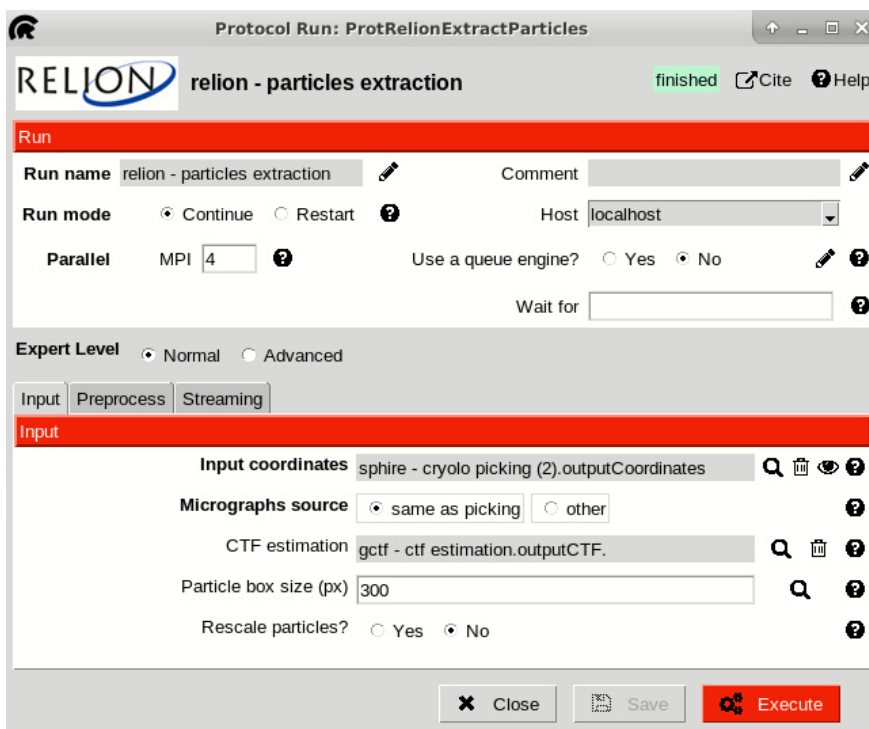 Protocol Run: ProtRelionExtractParticles
RELION relion - particles extraction finished Cite Help
Run
Run name relion - particles extraction Comment
Run mode Continue Restart Host localhost
Parallel MPI 4 Use a queue engine? Yes No
Wait for
Expert Level Normal Advanced
Input Preprocess Streaming
Input
Input coordinates sphire - cryolo picking (2).outputCoordinates
Micrographs source same as picking other
CTF estimation gctf - ctf estimation.outputCTF.
Particle box size (px) 300
Rescale particles? Yes No
Close Save Execute